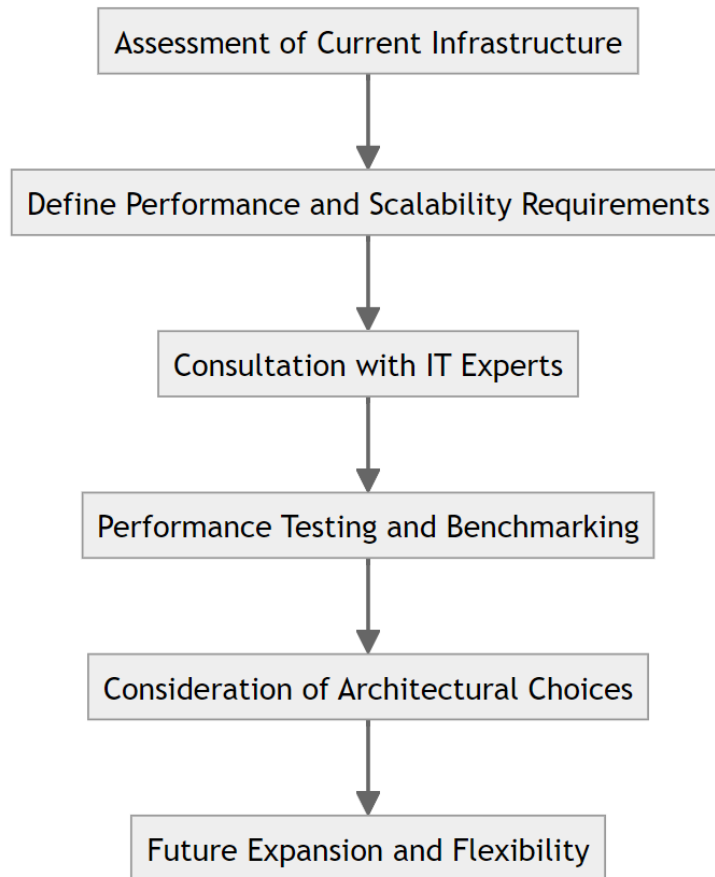 Assessment of Current Infrastructure
Define Performance and Scalability Requirements
Consultation with IT Experts
Performance Testing and Benchmarking
Consideration of Architectural Choices
Future Expansion and Flexibility